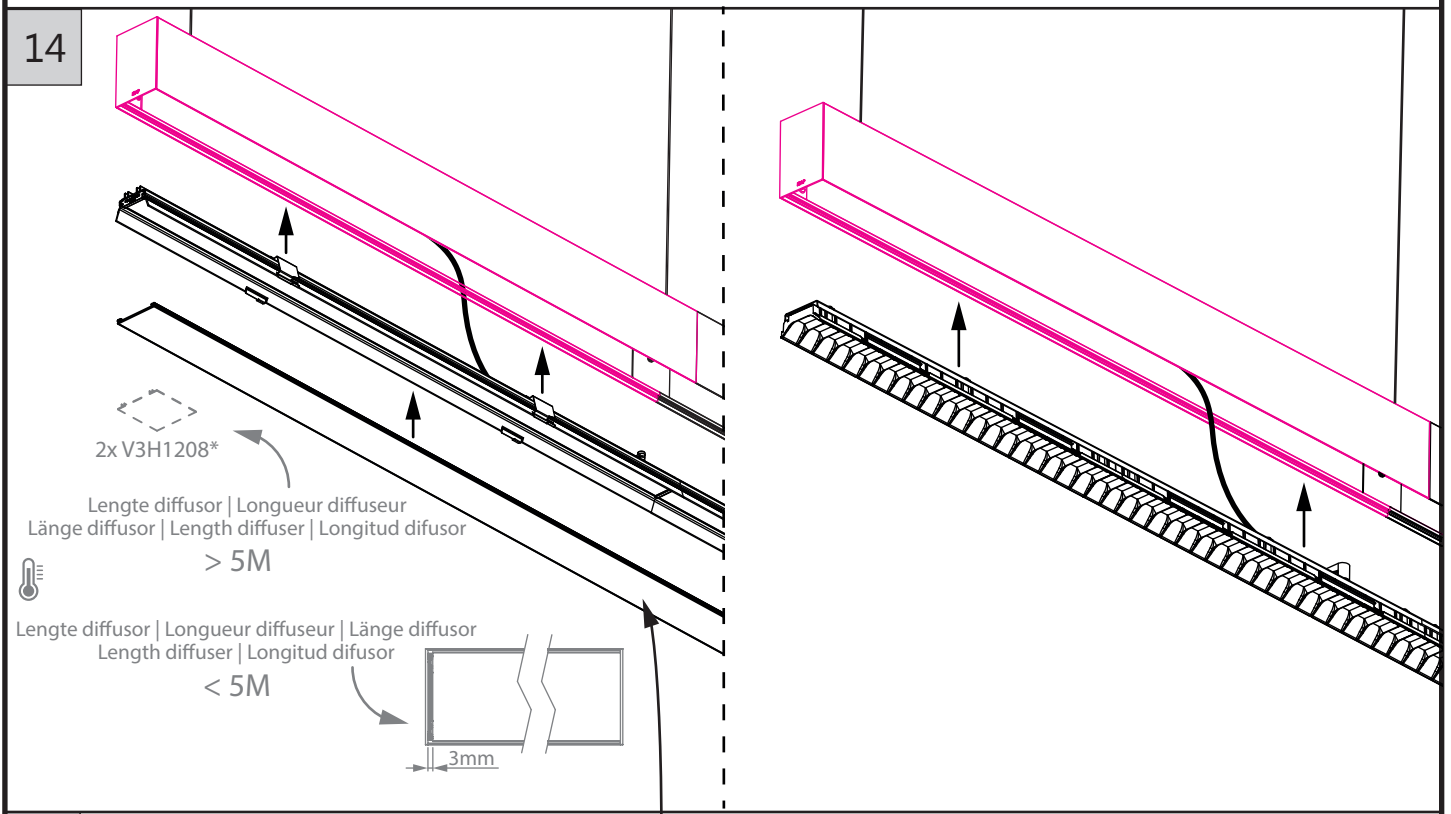 14
2x V3H1208*
Lengte diffusor | Longueur diffuseur
Länge diffusor | Length diffuser | Longitud difusor
> 5M
Lengte diffusor | Longueur diffuseur | Länge diffusor
Length diffuser | Longitud difusor
< 5M
3mm